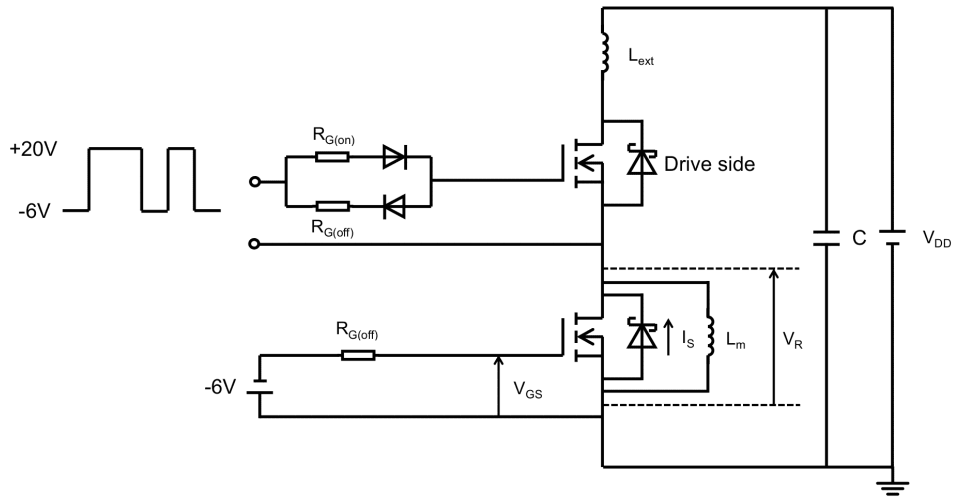 L_ext
+20V
-6V
R_G(on)
R_G(off)
Drive side
C
V_DD
R_G(off)
-6V
V_GS
I_S
L_m
V_R